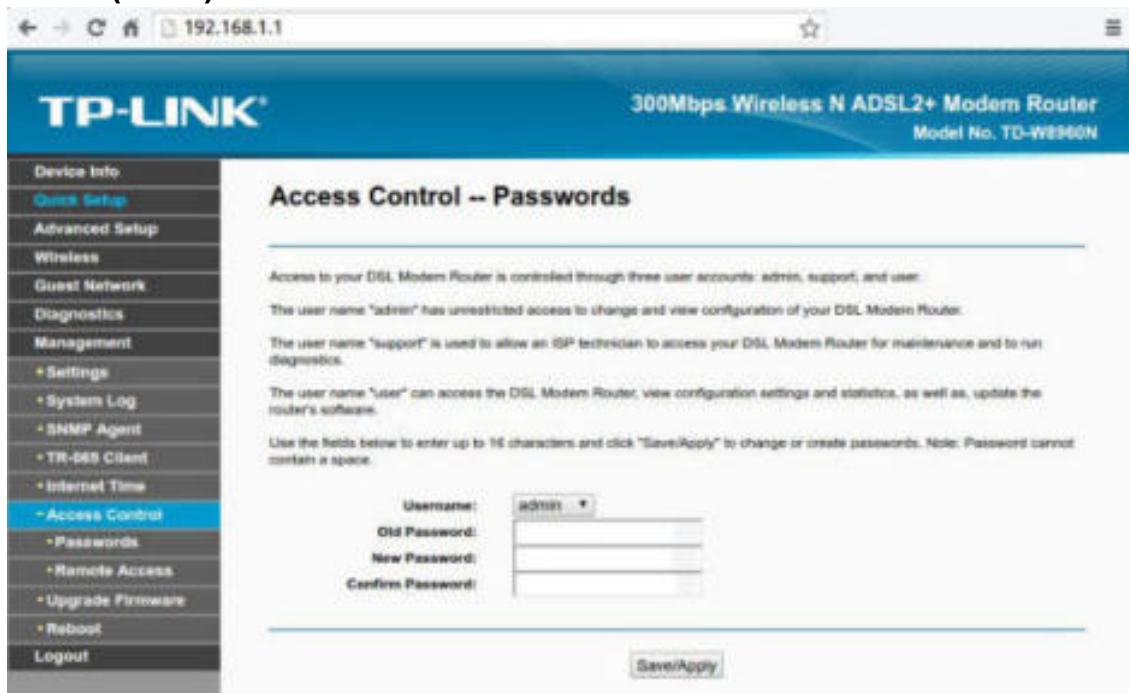 192.168.1.1
TP-LINK
300Mbps Wireless N ADSL2+ Modem Router
Model No. TD-W8960N
Device Info
Quick Setup
Advanced Setup
Wireless
Guest Network
Diagnostics
Management
Settings
System Log
SNMP Agent
TR-069 Client
Internet Time
Access Control
Passwords
Remote Access
Upgrade Firmware
Reboot
Logout
Access Control -- Passwords
Access to your DSL Modem Router is controlled through three user accounts: admin, support, and user.
The user name "admin" has unrestricted access to change and view configuration of your DSL Modem Router.
The user name "support" is used to allow an ISP technician to access your DSL Modem Router for maintenance and to run
diagnostics.
The user name "user" can access the DSL Modem Router, view configuration settings and statistics, as well as, update the
router's software.
Use the fields below to enter up to 16 characters and click "Save/Apply" to change or create passwords. Note: Password cannot
contain a space.
Username: admin
Old Password:
New Password:
Confirm Password:
Save/Apply